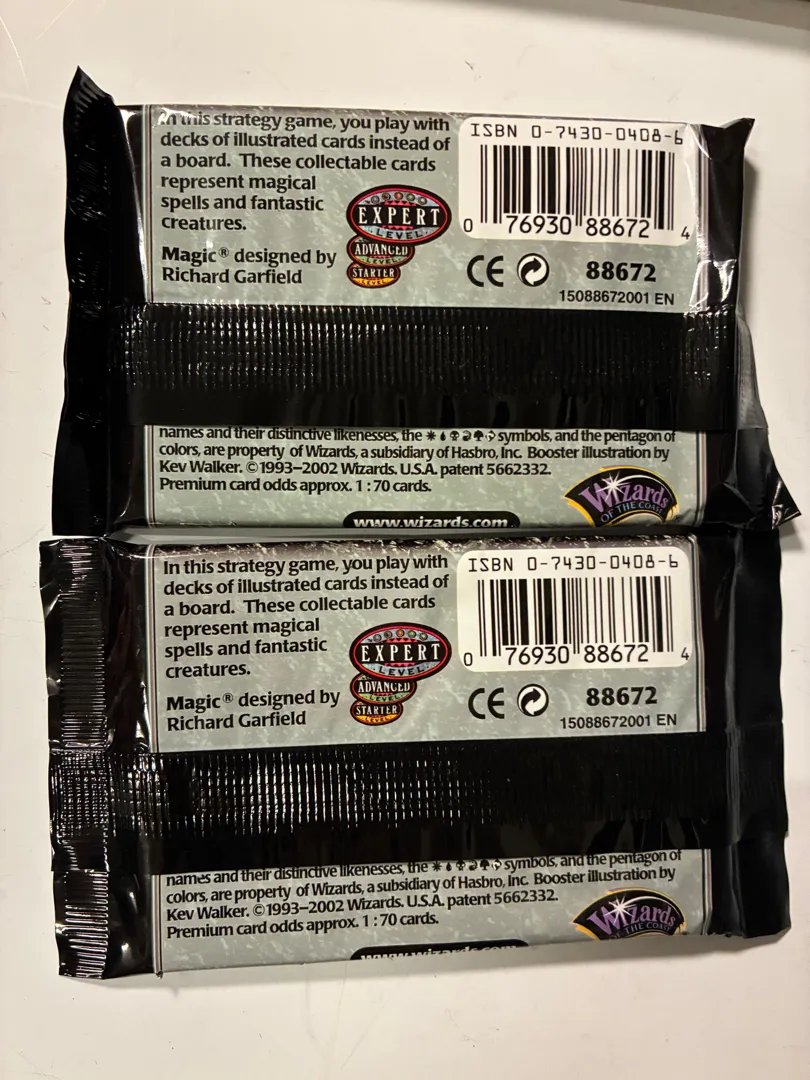 In this strategy game, you play with
decks of illustrated cards instead of
a board. These collectable cards
represent magical
spells and fantastic
creatures.
Magic® designed by
Richard Garfield
EXPERT
LEVEL
ADVANCED
LEVEL
STARTER
LEVEL
ISBN 0-7430-0408-6
0 76930 88672 4
CE
88672
15088672001 EN
names and their distinctive likenesses, the symbols, and the pentagon of
colors, are property of Wizards, a subsidiary of Hasbro, Inc. Booster illustration by
Kev Walker. ©1993–2002 Wizards. U.S.A. patent 5662332.
Premium card odds approx. 1 : 70 cards.
Wizards
OF THE COAST
www.wizards.com
In this strategy game, you play with
decks of illustrated cards instead of
a board. These collectable cards
represent magical
spells and fantastic
creatures.
Magic® designed by
Richard Garfield
EXPERT
LEVEL
ADVANCED
LEVEL
STARTER
LEVEL
ISBN 0-7430-0408-6
0 76930 88672 4
CE
88672
15088672001 EN
names and their distinctive likenesses, the symbols, and the pentagon of
colors, are property of Wizards, a subsidiary of Hasbro, Inc. Booster illustration by
Kev Walker. ©1993–2002 Wizards. U.S.A. patent 5662332.
Premium card odds approx. 1 : 70 cards.
Wizards
OF THE COAST
www.wizards.com